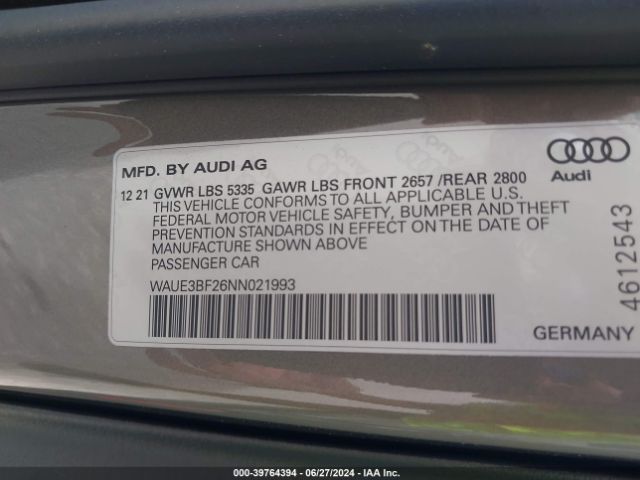 MFD. BY AUDI AG
Audi
12 21 GVWR LBS 5335 GAWR LBS FRONT 2657 /REAR 2800
THIS VEHICLE CONFORMS TO ALL APPLICABLE U.S.
FEDERAL MOTOR VEHICLE SAFETY, BUMPER AND THEFT
PREVENTION STANDARDS IN EFFECT ON THE DATE OF
MANUFACTURE SHOWN ABOVE
PASSENGER CAR
WAUE3BF26NN021993
4612543
GERMANY
000-39764394 - 06/27/2024 - IAA Inc.